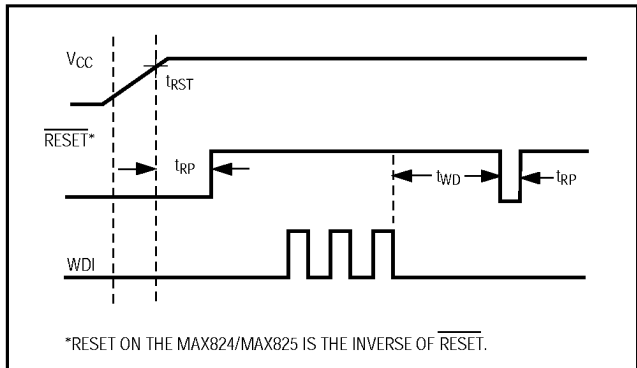 VCC
tRST
RESET*
tRP
tWD
tRP
WDI
*RESET ON THE MAX824/MAX825 IS THE INVERSE OF RESET.